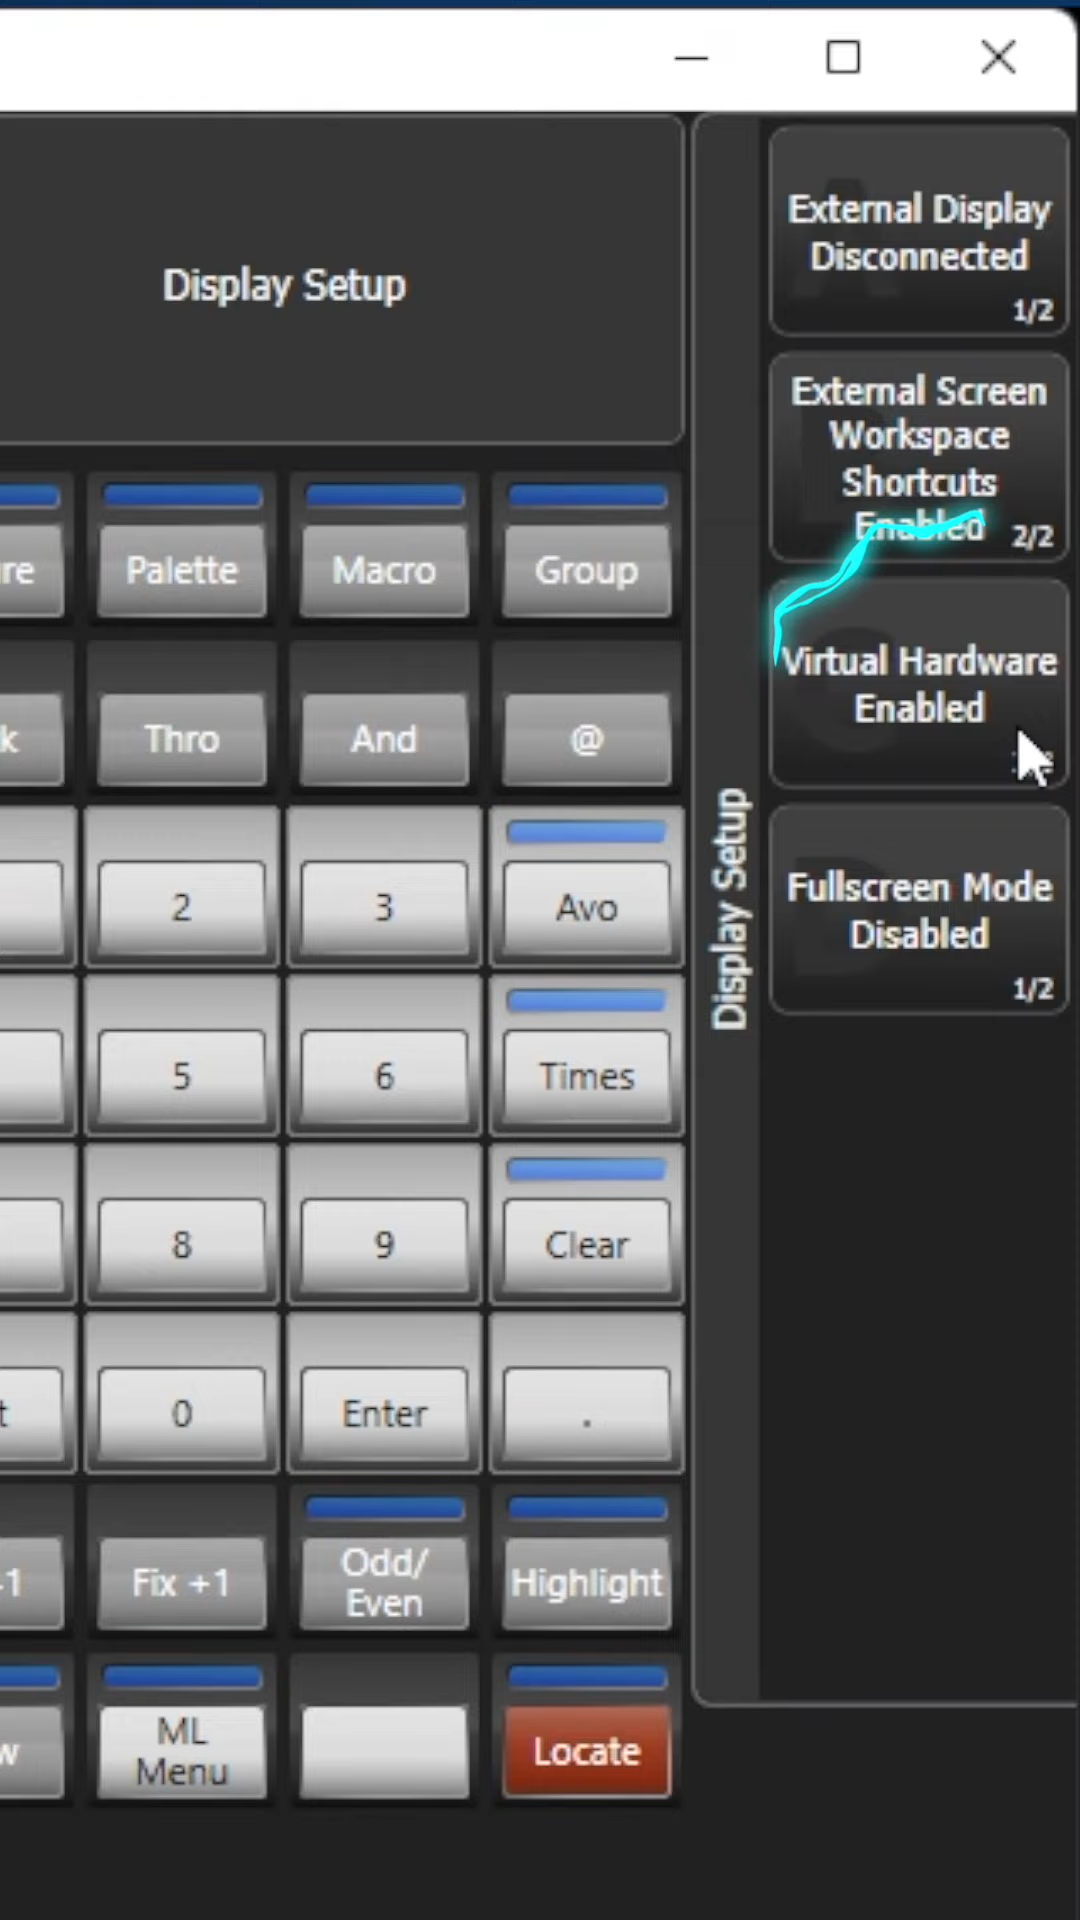 Display Setup
External Display
Disconnected
1/2
External Screen
Workspace
Shortcuts
Enabled
2/2
Virtual Hardware
Enabled
Fullscreen Mode
Disabled
1/2
Display Setup
re
Palette
Macro
Group
k
Thro
And
@
2
3
Avo
5
6
Times
8
9
Clear
t
0
Enter
.
-1
Fix +1
Odd/
Even
Highlight
w
ML
Menu
Locate